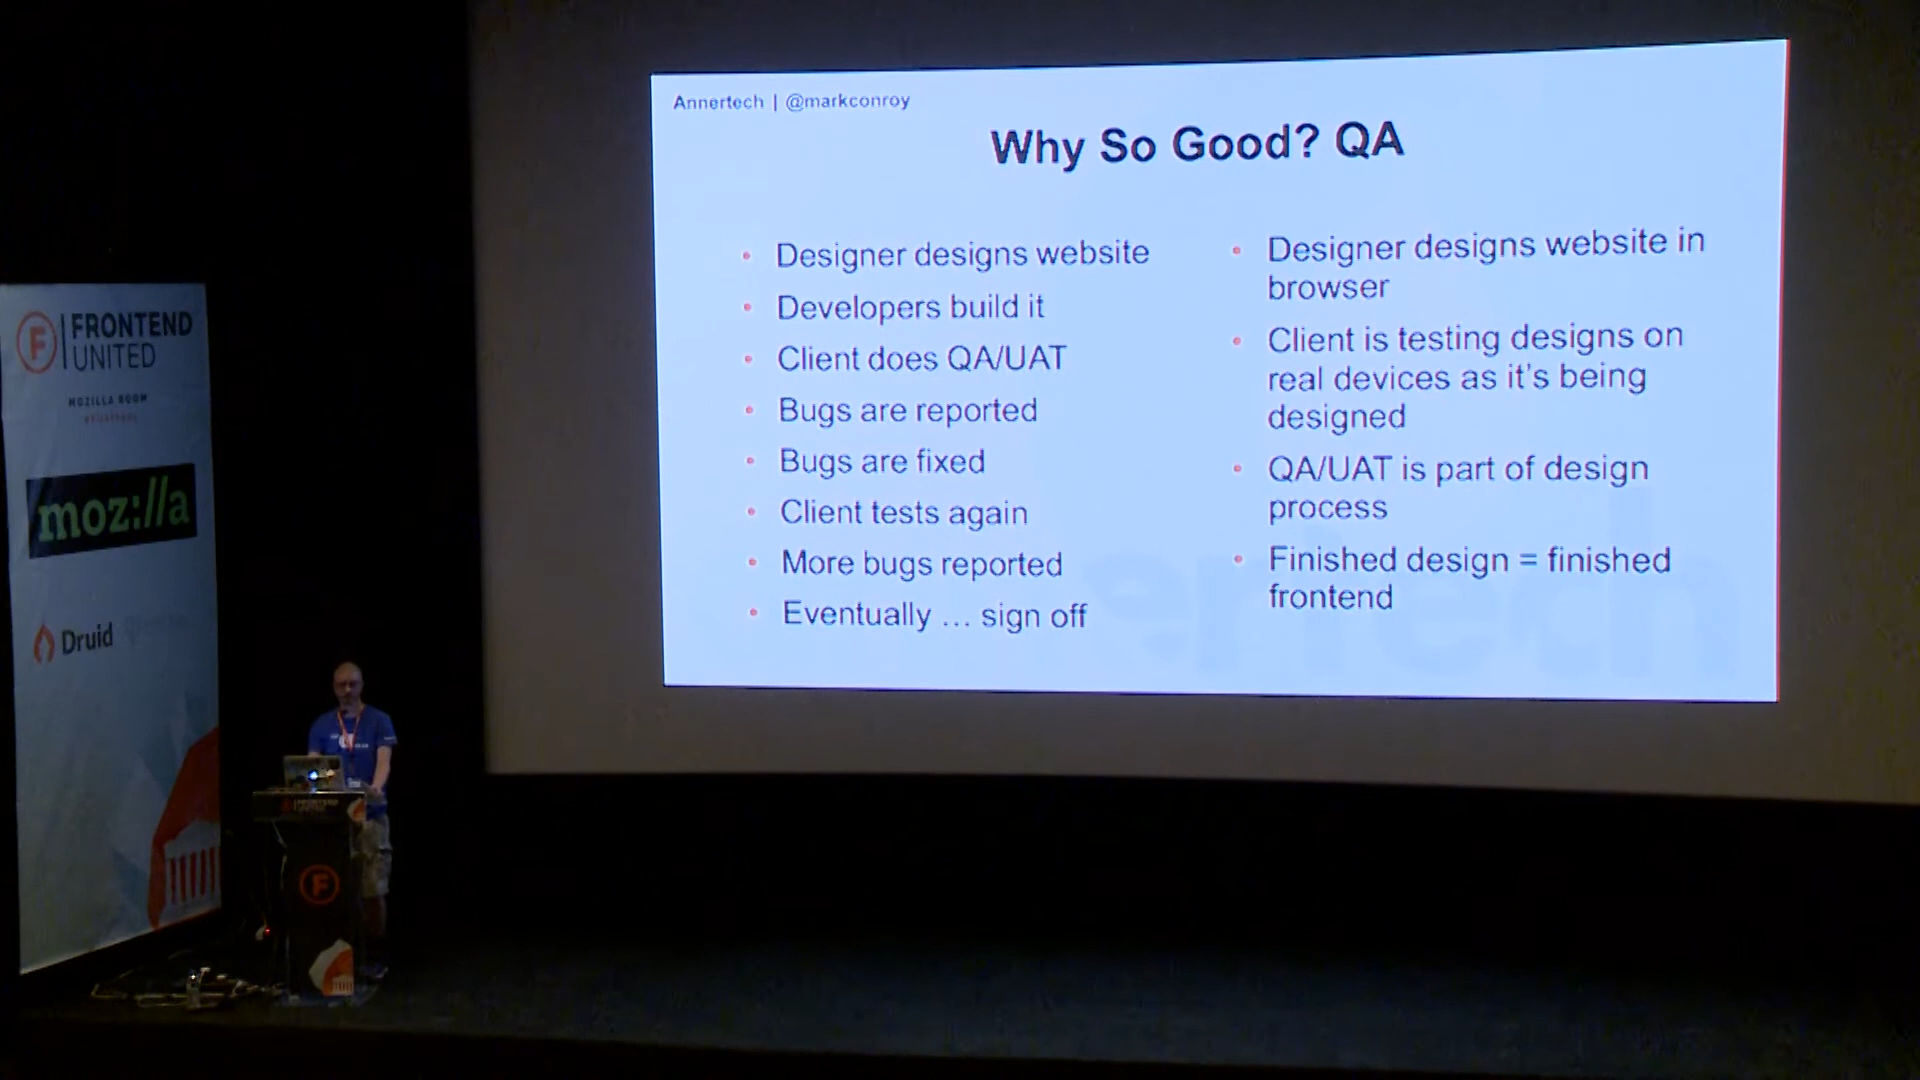 Annertech | @markconroy
Why So Good? QA
Designer designs website
Developers build it
Client does QA/UAT
Bugs are reported
Bugs are fixed
Client tests again
More bugs reported
Eventually … sign off
Designer designs website in
browser
Client is testing designs on
real devices as it's being
designed
QA/UAT is part of design
process
Finished design = finished
frontend
FRONTEND
UNITED
MOZILLA ROOM
moz://a
Druid
FRONTEND
UNITED